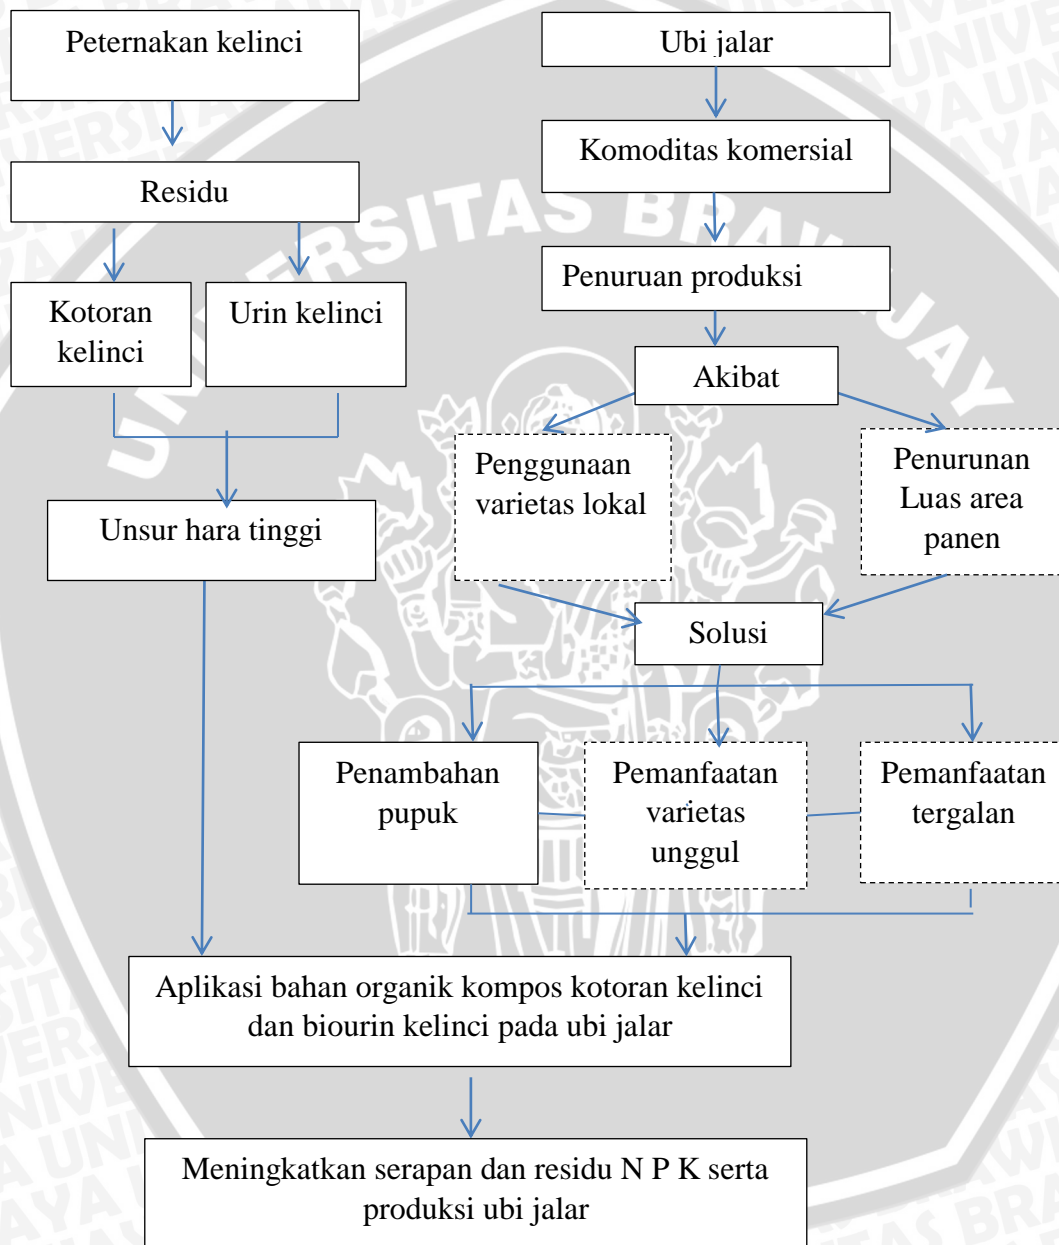 Peternakan kelinci
Residu
Kotoran
kelinci
Urin kelinci
Unsur hara tinggi
Ubi jalar
Komoditas komersial
Penuruan produksi
Akibat
Penggunaan
varietas lokal
Penurunan
Luas area
panen
Solusi
Penambahan
pupuk
Pemanfaatan
varietas
unggul
Pemanfaatan
tergalan
Aplikasi bahan organik kompos kotoran kelinci
dan biourin kelinci pada ubi jalar
Meningkatkan serapan dan residu N P K serta
produksi ubi jalar
UNIVERSITAS BRAWIJAYA